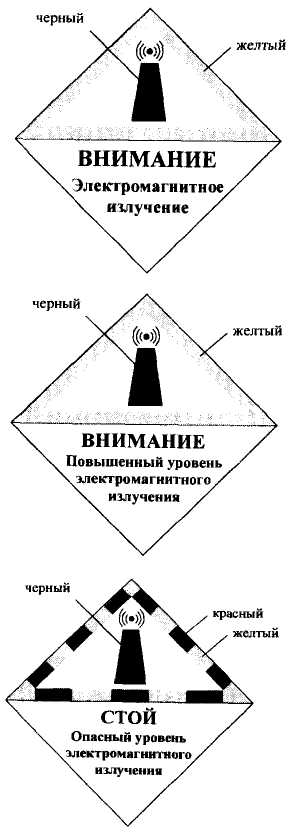 черный
желтый
ВНИМАНИЕ
Электромагнитное
излучение
черный
желтый
ВНИМАНИЕ
Повышенный уровень
электромагнитного
излучения
черный
красный
желтый
СТОЙ
Опасный уровень
электромагнитного
излучения